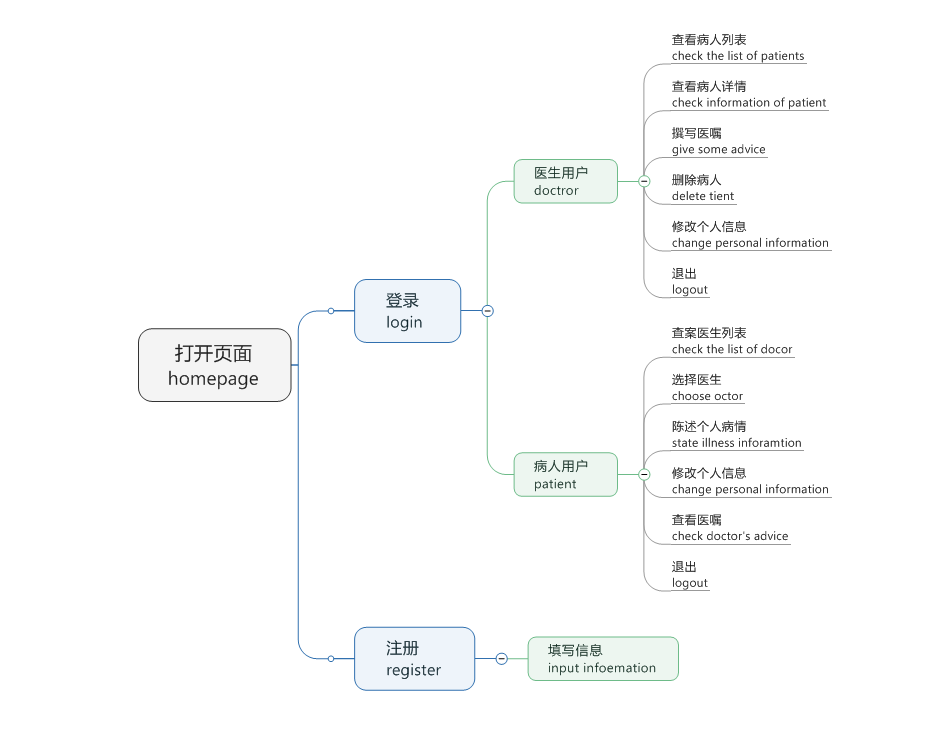 打开页面
homepage
登录
login
医生用户
doctror
查看病人列表
check the list of patients
查看病人详情
check information of patient
撰写医嘱
give some advice
删除病人
delete tient
修改个人信息
change personal information
退出
logout
病人用户
patient
查案医生列表
check the list of docor
选择医生
choose octor
陈述个人病情
state illness inforamtion
修改个人信息
change personal information
查看医嘱
check doctor's advice
退出
logout
注册
register
填写信息
input infoemation